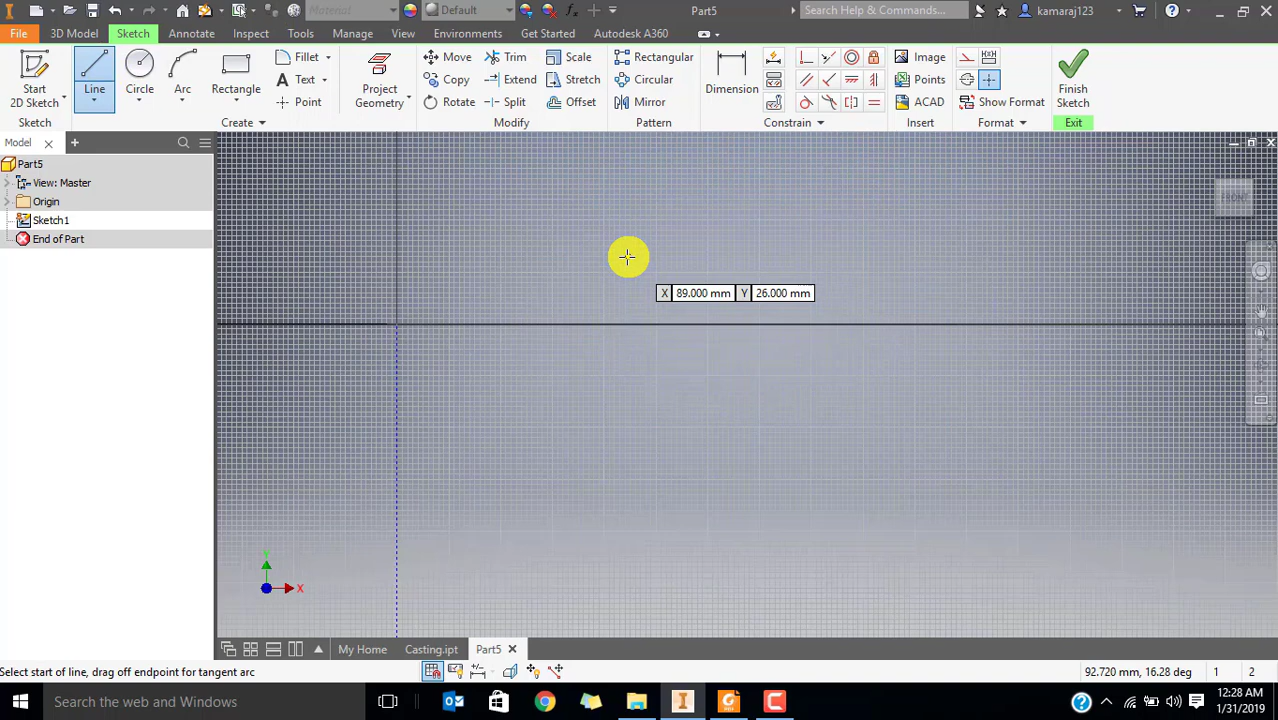 Material Default fx Part5 Search Help & Commands... kamaraj123
File 3D Model Sketch Annotate Inspect Tools Manage View Environments Get Started Autodesk A360
Start 2D Sketch Line Circle Arc Rectangle Fillet Text Point Project Geometry Move Copy Rotate Trim Extend Split Scale Stretch Offset Rectangular Circular Mirror Dimension Image Points ACAD Show Format Finish Sketch
Sketch Create Modify Pattern Constrain Insert Format Exit
Model
Part5
View: Master
Origin
Sketch1
End of Part
FRONT
X 89.000 mm Y 26.000 mm
Y
X
My Home Casting.ipt Part5
Select start of line, drag off endpoint for tangent arc 92.720 mm, 16.28 deg 1 2
Search the web and Windows 12:28 AM
1/31/2019